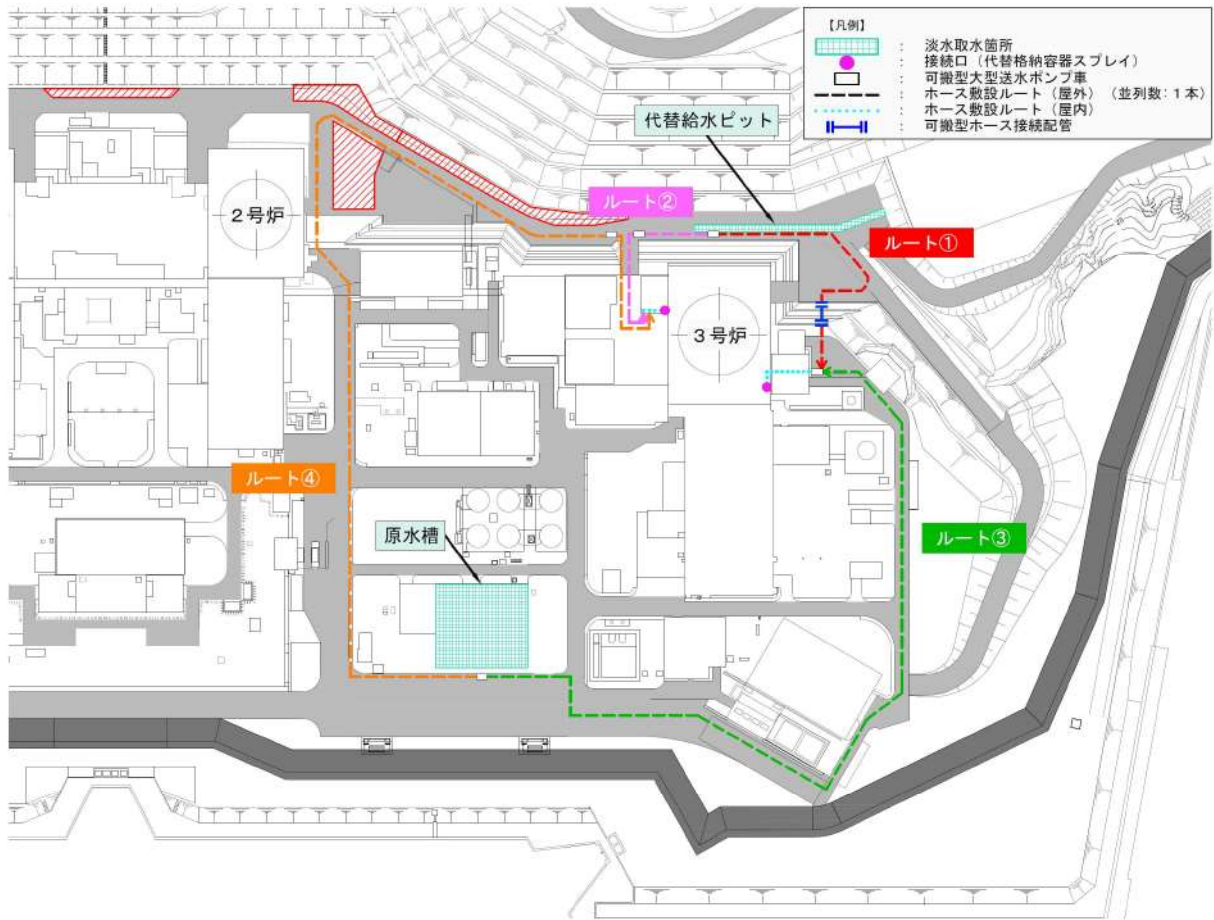 【凡例】
： 淡水取水箇所
： 接続口（代替格納容器スプレイ）
： 可搬型大型送水ポンプ車
： ホース敷設ルート（屋外）（並列数：1本）
： ホース敷設ルート（屋内）
： 可搬型ホース接続配管
代替給水ピット
ルート②
2号炉
ルート①
3号炉
ルート④
原水槽
ルート③